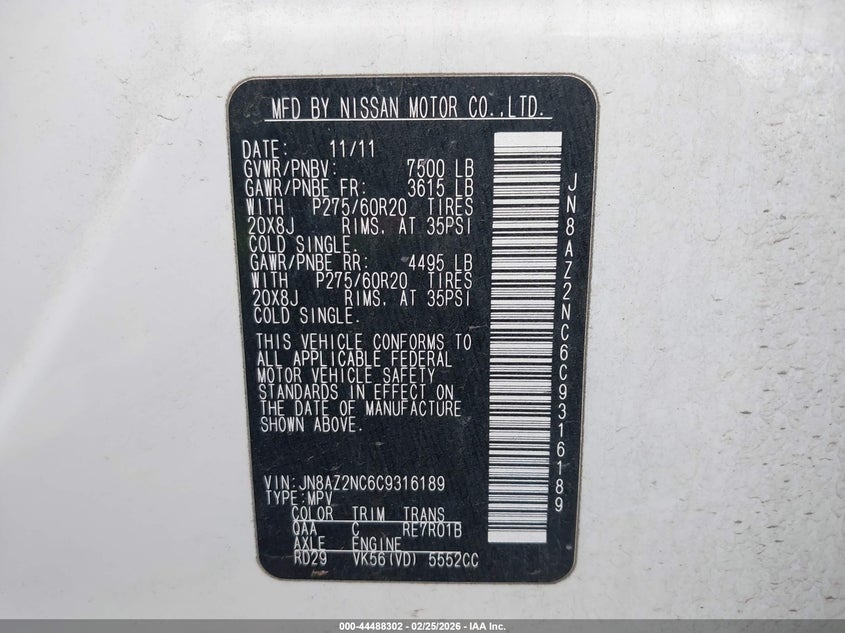 MFD BY NISSAN MOTOR CO.,LTD.
DATE: 11/11
GVWR/PNBV: 7500 LB
GAWR/PNBE FR: 3615 LB
WITH P275/60R20 TIRES
20X8J RIMS, AT 35PSI
COLD SINGLE.
GAWR/PNBE RR: 4495 LB
WITH P275/60R20 TIRES
20X8J RIMS, AT 35PSI
COLD SINGLE.
THIS VEHICLE CONFORMS TO
ALL APPLICABLE FEDERAL
MOTOR VEHICLE SAFETY
STANDARDS IN EFFECT ON
THE DATE OF MANUFACTURE
SHOWN ABOVE.
VIN:JN8AZ2NC6C9316189
TYPE:MPV
COLOR TRIM TRANS
QAA C RE7R01B
AXLE ENGINE
RD29 VK56(VD) 5552CC
JN8AZ2NC6C9316189
000-44488302 - 02/25/2026 - IAA Inc.